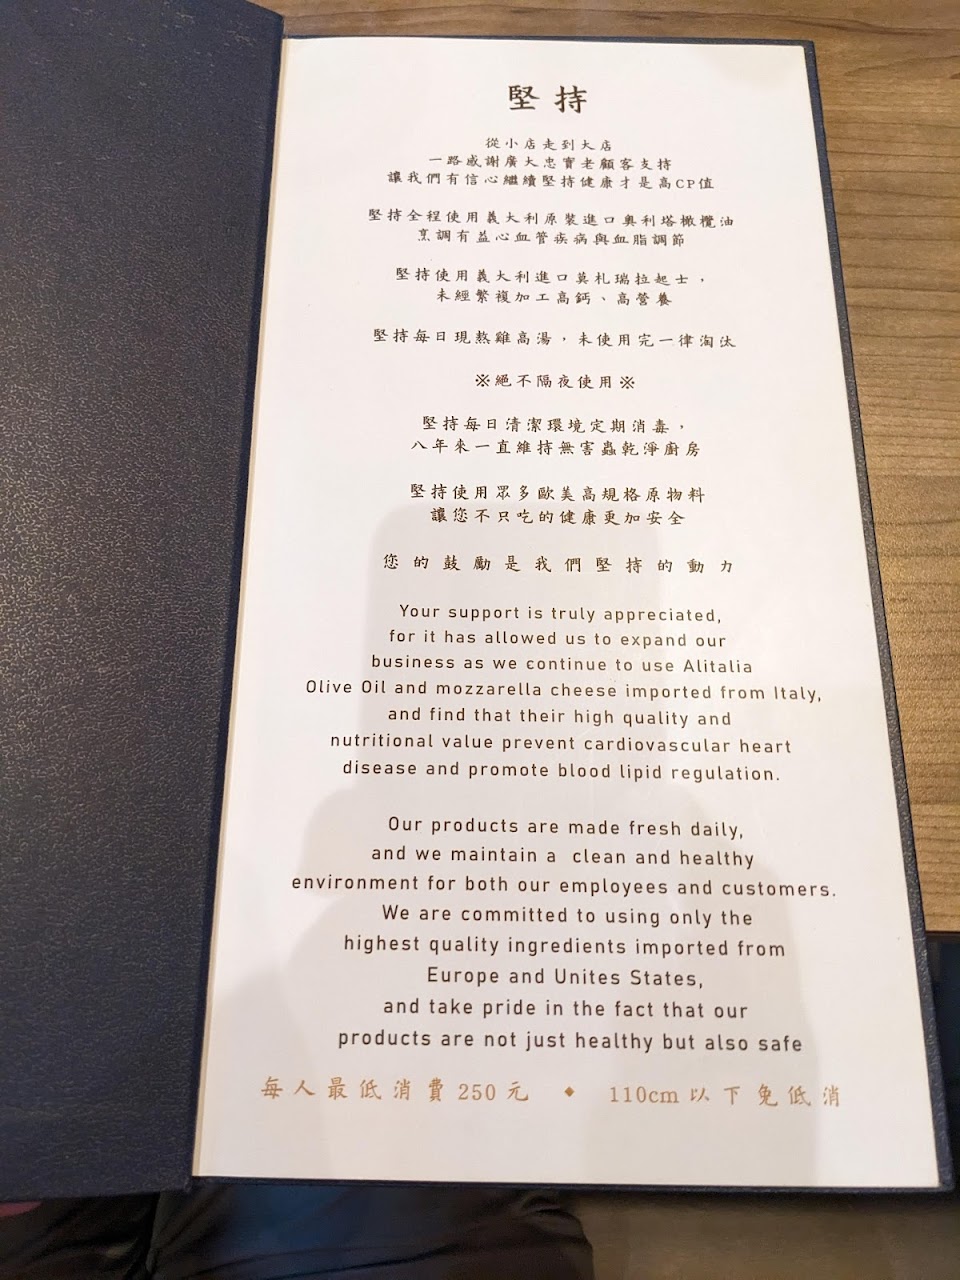 堅持
從小店走到大店
一路感謝廣大忠實老顧客支持
讓我們有信心繼續堅持健康才是高CP值
堅持全程使用義大利原裝進口奧利塔橄欖油
烹調有益心血管疾病與血脂調節
堅持使用義大利進口莫札瑞拉起士，
未經繁複加工高鈣、高營養
堅持每日現熬雞高湯，未使用完一律淘汰
※絕不隔夜使用※
堅持每日清潔環境定期消毒，
八年來一直維持無害蟲乾淨廚房
堅持使用眾多歐美高規格原物料
讓您不只吃的健康更加安全
您的鼓勵是我們堅持的動力
Your support is truly appreciated,
for it has allowed us to expand our
business as we continue to use Alitalia
Olive Oil and mozzarella cheese imported from Italy,
and find that their high quality and
nutritional value prevent cardiovascular heart
disease and promote blood lipid regulation.
Our products are made fresh daily,
and we maintain a clean and healthy
environment for both our employees and customers.
We are committed to using only the
highest quality ingredients imported from
Europe and Unites States,
and take pride in the fact that our
products are not just healthy but also safe
每人最低消費250元 ◆ 110cm以下免低消